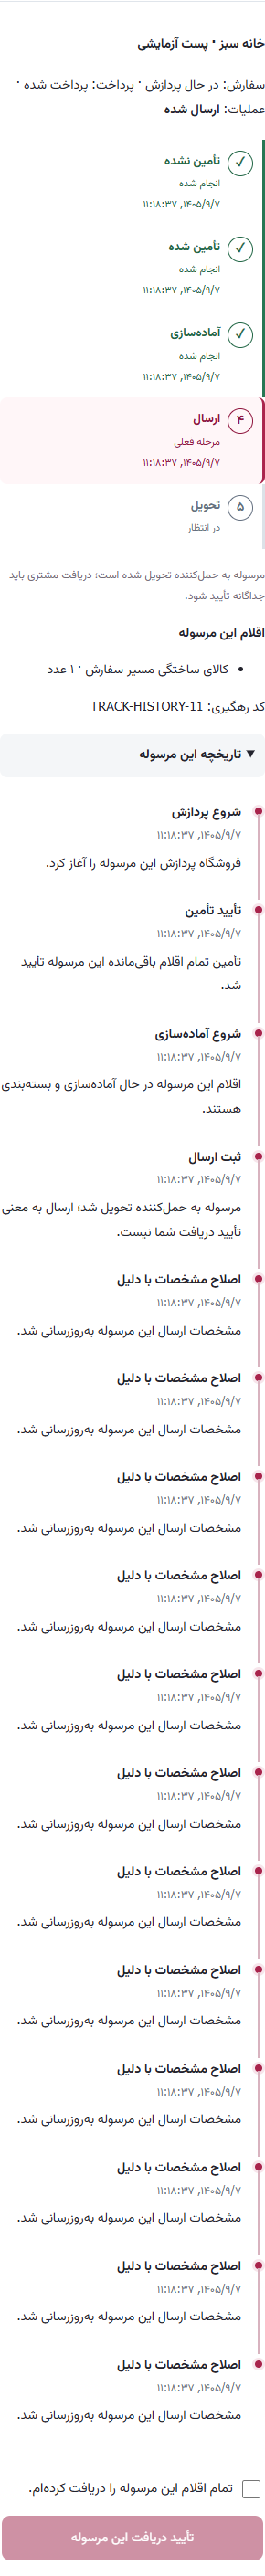 خانه سبز · پست آزمایشی
سفارش: در حال پردازش · پرداخت: پرداخت شده ·
عملیات: ارسال شده
✓ تأمین نشده
انجام شده
۱۴۰۵/۹/۷, ۱۱:۱۸:۳۷
✓ تأمین شده
انجام شده
۱۴۰۵/۹/۷, ۱۱:۱۸:۳۷
✓ آماده‌سازی
انجام شده
۱۴۰۵/۹/۷, ۱۱:۱۸:۳۷
۴ ارسال
مرحله فعلی
۱۴۰۵/۹/۷, ۱۱:۱۸:۳۷
۵ تحویل
در انتظار
مرسوله به حمل‌کننده تحویل شده است؛ دریافت مشتری باید
جداگانه تأیید شود.
اقلام این مرسوله
• کالای ساختگی مسیر سفارش · ۱ عدد
کد رهگیری: TRACK-HISTORY-11
▼ تاریخچه این مرسوله
شروع پردازش
۱۴۰۵/۹/۷, ۱۱:۱۸:۳۷
فروشگاه پردازش این مرسوله را آغاز کرد.
تأیید تأمین
۱۴۰۵/۹/۷, ۱۱:۱۸:۳۷
تأمین تمام اقلام باقی‌مانده این مرسوله تأیید
شد.
شروع آماده‌سازی
۱۴۰۵/۹/۷, ۱۱:۱۸:۳۷
اقلام این مرسوله در حال آماده‌سازی و بسته‌بندی
هستند.
ثبت ارسال
۱۴۰۵/۹/۷, ۱۱:۱۸:۳۷
مرسوله به حمل‌کننده تحویل شد؛ ارسال به معنی
تأیید دریافت شما نیست.
اصلاح مشخصات با دلیل
۱۴۰۵/۹/۷, ۱۱:۱۸:۳۷
مشخصات ارسال این مرسوله به‌روزرسانی شد.
اصلاح مشخصات با دلیل
۱۴۰۵/۹/۷, ۱۱:۱۸:۳۷
مشخصات ارسال این مرسوله به‌روزرسانی شد.
اصلاح مشخصات با دلیل
۱۴۰۵/۹/۷, ۱۱:۱۸:۳۷
مشخصات ارسال این مرسوله به‌روزرسانی شد.
اصلاح مشخصات با دلیل
۱۴۰۵/۹/۷, ۱۱:۱۸:۳۷
مشخصات ارسال این مرسوله به‌روزرسانی شد.
اصلاح مشخصات با دلیل
۱۴۰۵/۹/۷, ۱۱:۱۸:۳۷
مشخصات ارسال این مرسوله به‌روزرسانی شد.
اصلاح مشخصات با دلیل
۱۴۰۵/۹/۷, ۱۱:۱۸:۳۷
مشخصات ارسال این مرسوله به‌روزرسانی شد.
اصلاح مشخصات با دلیل
۱۴۰۵/۹/۷, ۱۱:۱۸:۳۷
مشخصات ارسال این مرسوله به‌روزرسانی شد.
اصلاح مشخصات با دلیل
۱۴۰۵/۹/۷, ۱۱:۱۸:۳۷
مشخصات ارسال این مرسوله به‌روزرسانی شد.
اصلاح مشخصات با دلیل
۱۴۰۵/۹/۷, ۱۱:۱۸:۳۷
مشخصات ارسال این مرسوله به‌روزرسانی شد.
اصلاح مشخصات با دلیل
۱۴۰۵/۹/۷, ۱۱:۱۸:۳۷
مشخصات ارسال این مرسوله به‌روزرسانی شد.
اصلاح مشخصات با دلیل
۱۴۰۵/۹/۷, ۱۱:۱۸:۳۷
مشخصات ارسال این مرسوله به‌روزرسانی شد.
اصلاح مشخصات با دلیل
۱۴۰۵/۹/۷, ۱۱:۱۸:۳۷
مشخصات ارسال این مرسوله به‌روزرسانی شد.
تمام اقلام این مرسوله را دریافت کرده‌ام.
تأیید دریافت این مرسوله